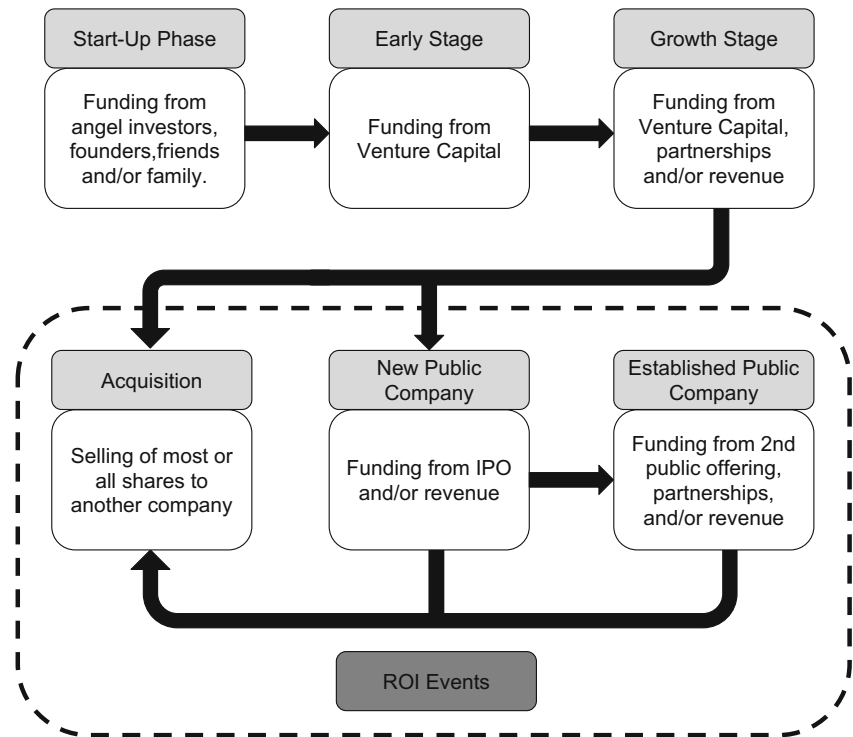 Start-Up Phase
Funding from
angel investors,
founders,friends
and/or family.
Early Stage
Funding from
Venture Capital
Growth Stage
Funding from
Venture Capital,
partnerships
and/or revenue
Acquisition
Selling of most or
all shares to
another company
New Public
Company
Funding from IPO
and/or revenue
Established Public
Company
Funding from 2nd
public offering,
partnerships,
and/or revenue
ROI Events